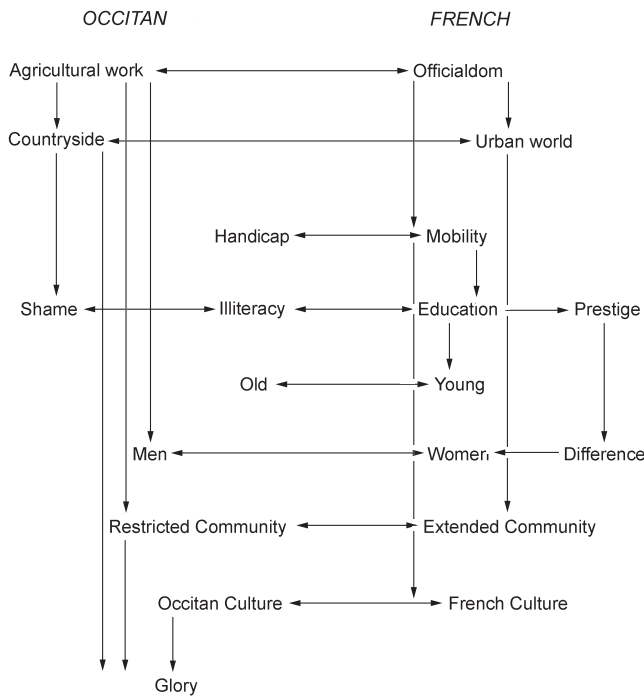 OCCITAN FRENCH
Agricultural work Officialdom
Countryside Urban world
Handicap Mobility
Shame Illiteracy Education Prestige
Old Young
Men Women Difference
Restricted Community Extended Community
Occitan Culture French Culture
Glory